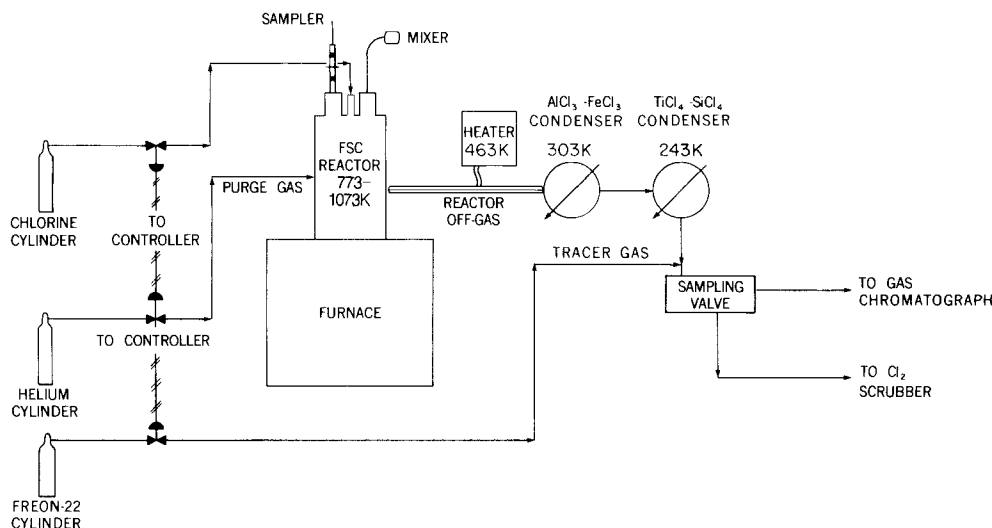 SAMPLER
MIXER
AlCl₃ -FeCl₃
CONDENSER
303K
TiCl₄ -SiCl₄
CONDENSER
243K
HEATER
463K
FSC
REACTOR
773-
1073K
PURGE GAS
REACTOR
OFF-GAS
CHLORINE
CYLINDER
TO
CONTROLLER
TRACER GAS
SAMPLING
VALVE
TO GAS
CHROMATOGRAPH
FURNACE
TO CONTROLLER
HELIUM
CYLINDER
TO Cl₂
SCRUBBER
FREON-22
CYLINDER